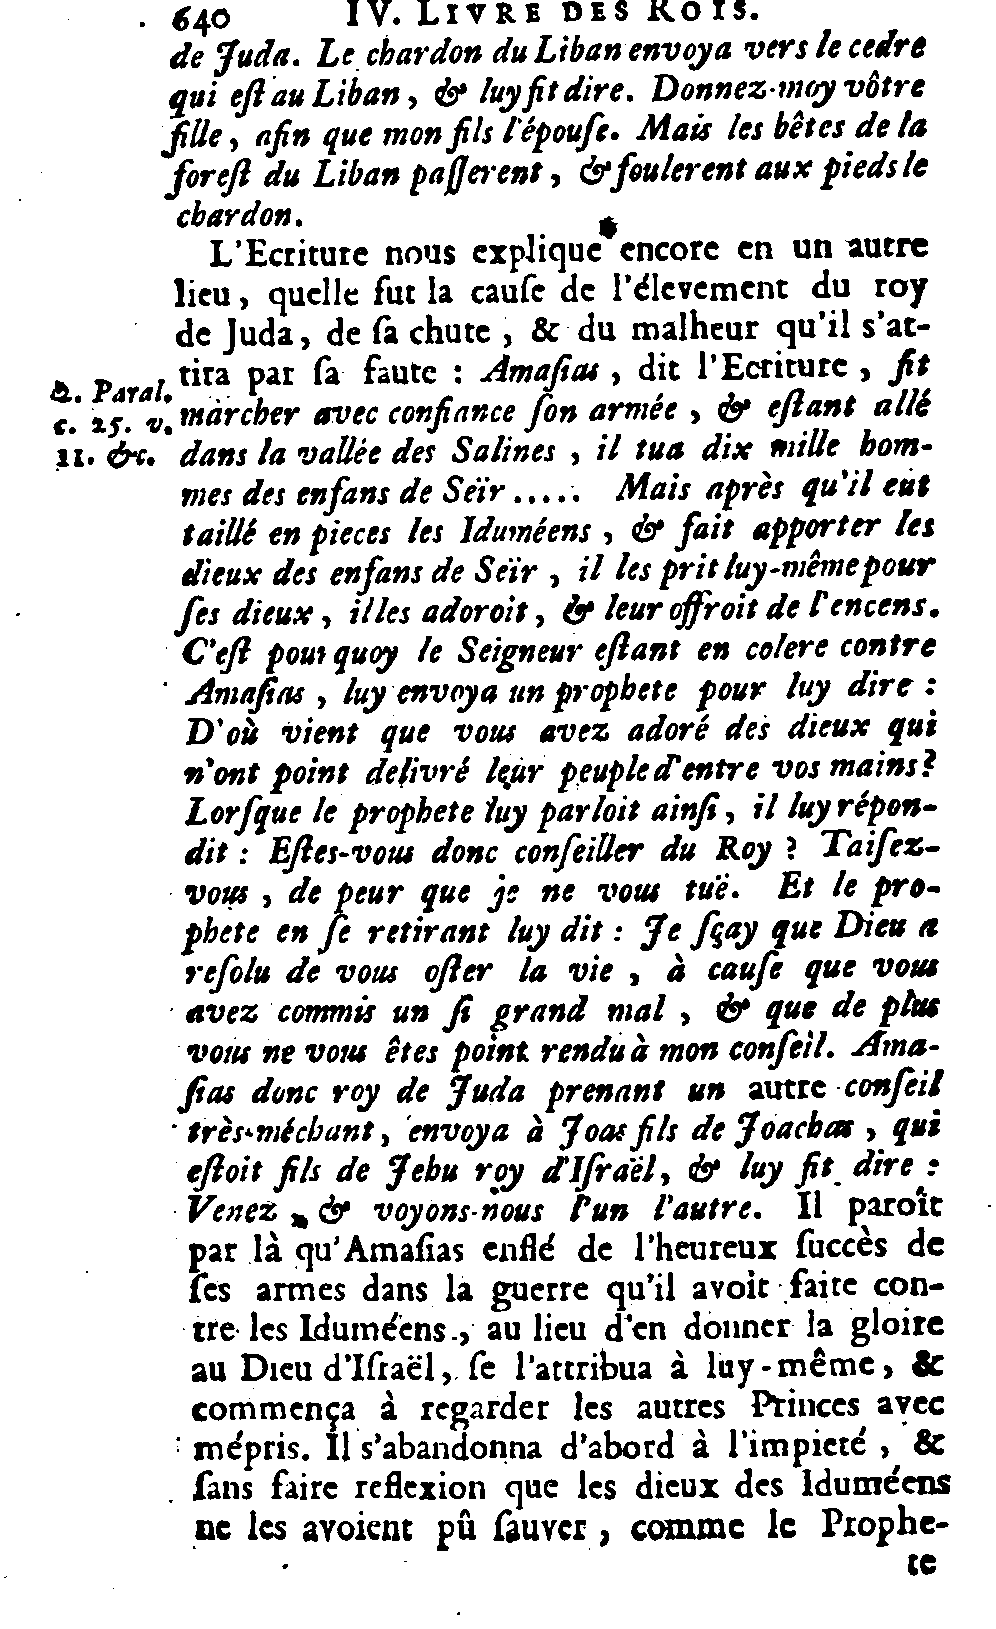 640 IV. LIVRE DES ROIS.
de Juda. Le chardon du Liban envoya vers le cedre
qui eſt au Liban, & luy fit dire. Donnez-moy vôtre
fille, afin que mon fils l'épouſe. Mais les bêtes de la
foreſt du Liban paſſerent, & foulerent aux pieds le
chardon.
L'Ecriture nous explique encore en un autre
lieu, quelle fut la cauſe de l'élevement du roy
de Juda, de ſa chute, & du malheur qu'il s'at-
tira par ſa faute : Amaſias, dit l'Ecriture, fit
2. Paral.
c. 25. v.
11. &c.
marcher avec confiance ſon armée, & eſtant allé
dans la vallée des Salines, il tua dix mille hom-
mes des enfans de Seïr ..... Mais après qu'il eut
taillé en pieces les Iduméens, & fait apporter les
dieux des enfans de Seïr, il les prit luy-même pour
ſes dieux, il les adoroit, & leur offroit de l'encens.
C'eſt pourquoy le Seigneur eſtant en colere contre
Amaſias, luy envoya un prophete pour luy dire :
D'où vient que vous avez adoré des dieux qui
n'ont point delivré leur peuple d'entre vos mains?
Lorſque le prophete luy parloit ainſi, il luy répon-
dit : Eſtes-vous donc conſeiller du Roy ? Taiſez-
vous, de peur que je ne vous tuë. Et le pro-
phete en ſe retirant luy dit : Je ſçay que Dieu a
reſolu de vous oſter la vie, à cauſe que vous
avez commis un ſi grand mal, & que de plus
vous ne vous êtes point rendu à mon conſeil. Ama-
ſias donc roy de Juda prenant un autre conſeil
très-méchant, envoya à Joas fils de Joachas, qui
eſtoit fils de Jehu roy d'Iſraël, & luy fit dire :
Venez, & voyons-nous l'un l'autre. Il paroît
par là qu'Amaſias enflé de l'heureux ſuccès de
ſes armes dans la guerre qu'il avoit faite con-
tre les Iduméens, au lieu d'en donner la gloire
au Dieu d'Iſraël, ſe l'attribua à luy-même, &
commença à regarder les autres Princes avec
mépris. Il s'abandonna d'abord à l'impieté, &
ſans faire reflexion que les dieux des Iduméens
ne les avoient pû ſauver, comme le Prophe-
te